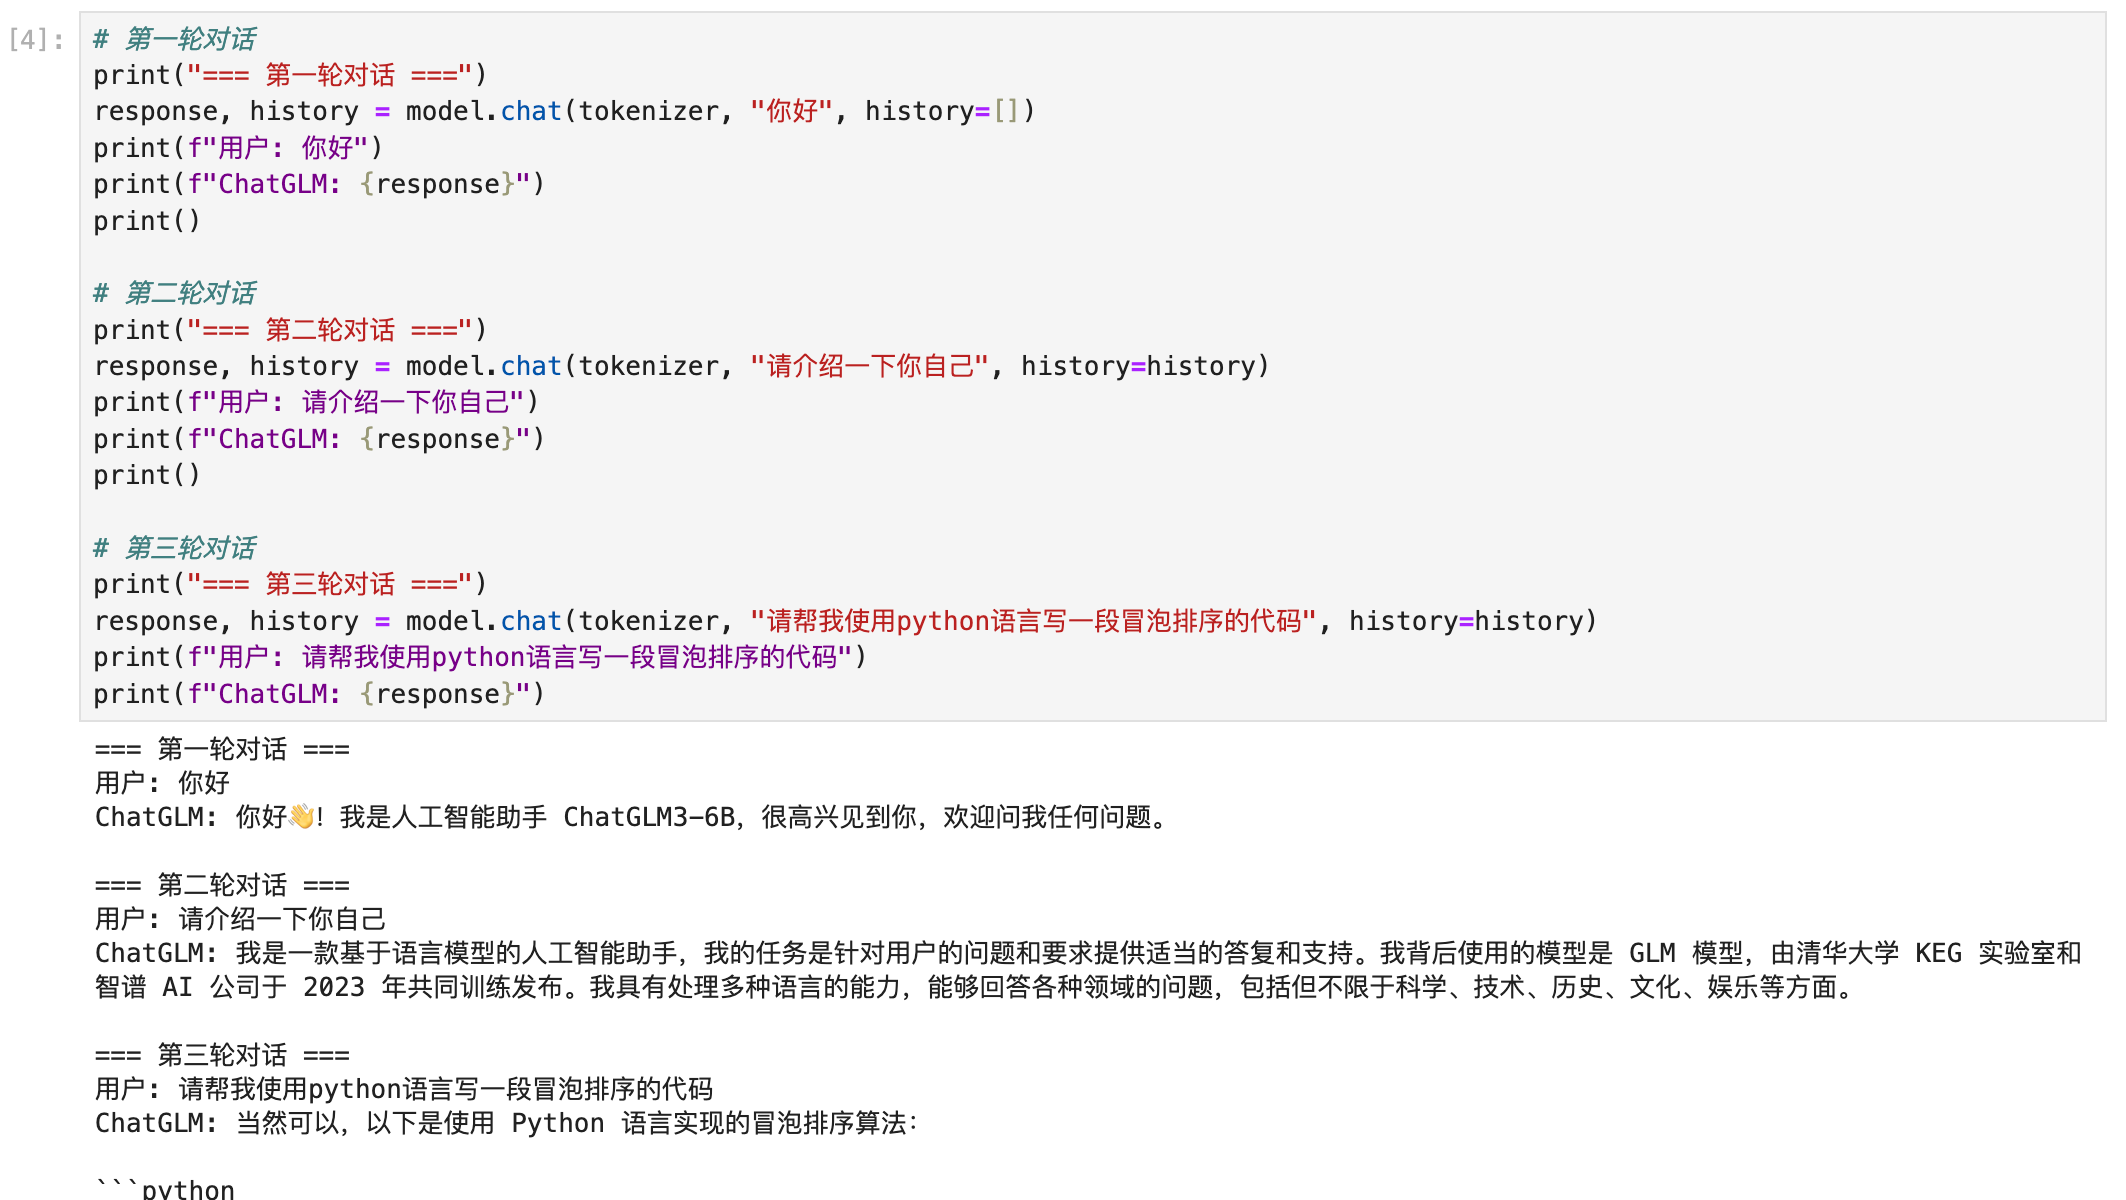 [4]:
# 第一轮对话
print("=== 第一轮对话 ===")
response, history = model.chat(tokenizer, "你好", history=[])
print(f"用户: 你好")
print(f"ChatGLM: {response}")
print()
# 第二轮对话
print("=== 第二轮对话 ===")
response, history = model.chat(tokenizer, "请介绍一下你自己", history=history)
print(f"用户: 请介绍一下你自己")
print(f"ChatGLM: {response}")
print()
# 第三轮对话
print("=== 第三轮对话 ===")
response, history = model.chat(tokenizer, "请帮我使用python语言写一段冒泡排序的代码", history=history)
print(f"用户: 请帮我使用python语言写一段冒泡排序的代码")
print(f"ChatGLM: {response}")
=== 第一轮对话 ===
用户: 你好
ChatGLM: 你好👋！我是人工智能助手 ChatGLM3-6B，很高兴见到你，欢迎问我任何问题。
=== 第二轮对话 ===
用户: 请介绍一下你自己
ChatGLM: 我是一款基于语言模型的人工智能助手，我的任务是针对用户的问题和要求提供适当的答复和支持。我背后使用的模型是 GLM 模型，由清华大学 KEG 实验室和
智谱 AI 公司于 2023 年共同训练发布。我具有处理多种语言的能力，能够回答各种领域的问题，包括但不限于科学、技术、历史、文化、娱乐等方面。
=== 第三轮对话 ===
用户: 请帮我使用python语言写一段冒泡排序的代码
ChatGLM: 当然可以，以下是使用 Python 语言实现的冒泡排序算法：
```python